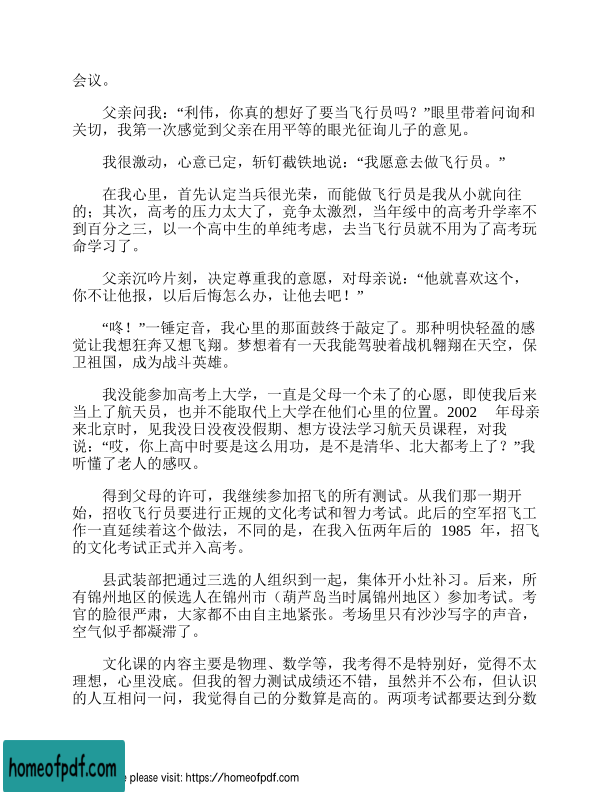 会议。
父亲问我：“利伟，你真的想好了要当飞行员吗？”眼里带着问询和
关切，我第一次感觉到父亲在用平等的眼光征询儿子的意见。
我很激动，心意已定，斩钉截铁地说：“我愿意去做飞行员。”
在我心里，首先认定当兵很光荣，而能做飞行员是我从小就向往
的；其次，高考的压力太大了，竞争太激烈，当年绥中的高考升学率不
到百分之三，以一个高中生的单纯考虑，去当飞行员就不用为了高考玩
命学习了。
父亲沉吟片刻，决定尊重我的意愿，对母亲说：“他就喜欢这个，
你不让他报，以后后悔怎么办，让他去吧！”
“咚！”一锤定音，我心里的那面鼓终于敲定了。那种明快轻盈的感
觉让我想狂奔又想飞翔。梦想着有一天我能驾驶着战机翱翔在天空，保
卫祖国，成为战斗英雄。
我没能参加高考上大学，一直是父母一个未了的心愿，即使我后来
当上了航天员，也并不能取代上大学在他们心里的位置。2002 年母亲
来北京时，见我没日没夜没假期、想方设法学习航天员课程，对我
说：“哎，你上高中时要是这么用功，是不是清华、北大都考上了？”我
听懂了老人的感叹。
得到父母的许可，我继续参加招飞的所有测试。从我们那一期开
始，招收飞行员要进行正规的文化考试和智力考试。此后的空军招飞工
作一直延续着这个做法，不同的是，在我入伍两年后的 1985 年，招飞
的文化考试正式并入高考。
县武装部把通过三选的人组织到一起，集体开小灶补习。后来，所
有锦州地区的候选人在锦州市（葫芦岛当时属锦州地区）参加考试。考
官的脸很严肃，大家都不由自主地紧张。考场里只有沙沙写字的声音，
空气似乎都凝滞了。
文化课的内容主要是物理、数学等，我考得不是特别好，觉得不太
理想，心里没底。但我的智力测试成绩还不错，虽然并不公布，但认识
的人互相问一问，我觉得自己的分数算是高的。两项考试都要达到分数
homeofpdf.com
please visit: https://homeofpdf.com